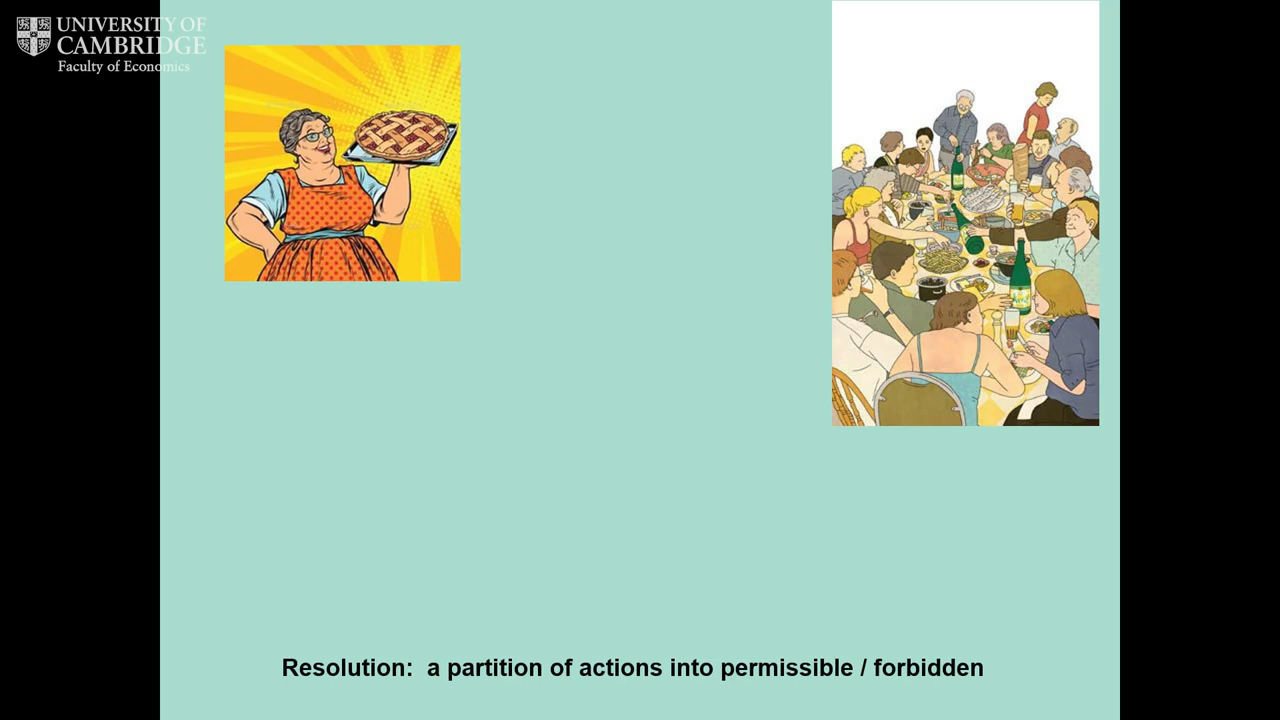 UNIVERSITY OF
CAMBRIDGE
Faculty of Economics
Resolution:  a partition of actions into permissible / forbidden